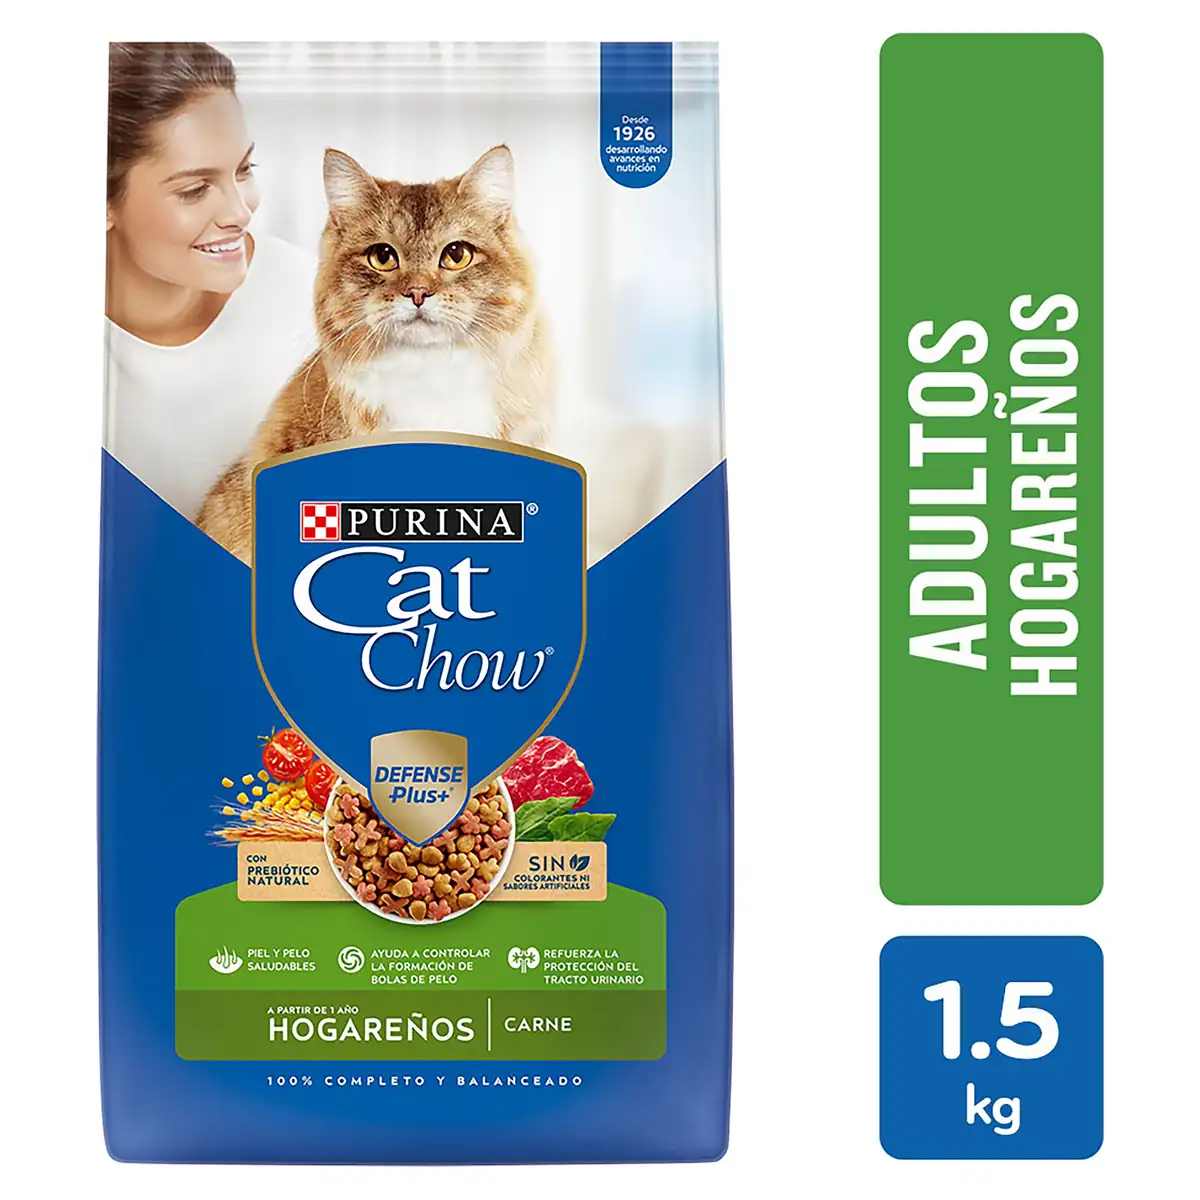 Desde
1926
desarrollando
avances en
nutrición
PURINA®
Cat
Chow®
DEFENSE
Plus+
CON
PREBIÓTICO
NATURAL
SIN
COLORANTES NI
SABORES ARTIFICIALES
PIEL Y PELO
SALUDABLES
AYUDA A CONTROLAR
LA FORMACIÓN DE
BOLAS DE PELO
REFUERZA LA
PROTECCIÓN DEL
TRACTO URINARIO
A PARTIR DE 1 AÑO
HOGAREÑOS
CARNE
100% COMPLETO Y BALANCEADO
ADULTOS
HOGAREÑOS
1.5
kg